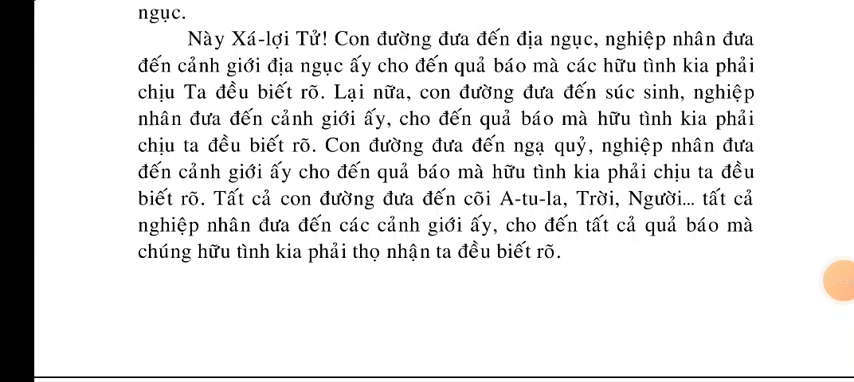 ngục.
Này Xá-lợi Tử! Con đường đưa đến địa ngục, nghiệp nhân đưa
đến cảnh giới địa ngục ấy cho đến quả báo mà các hữu tình kia phải
chịu Ta đều biết rõ. Lại nữa, con đường đưa đến súc sinh, nghiệp
nhân đưa đến cảnh giới ấy, cho đến quả báo mà hữu tình kia phải
chịu ta đều biết rõ. Con đường đưa đến ngạ quỷ, nghiệp nhân đưa
đến cảnh giới ấy cho đến quả báo mà hữu tình kia phải chịu ta đều
biết rõ. Tất cả con đường đưa đến cõi A-tu-la, Trời, Người... tất cả
nghiệp nhân đưa đến các cảnh giới ấy, cho đến tất cả quả báo mà
chúng hữu tình kia phải thọ nhận ta đều biết rõ.